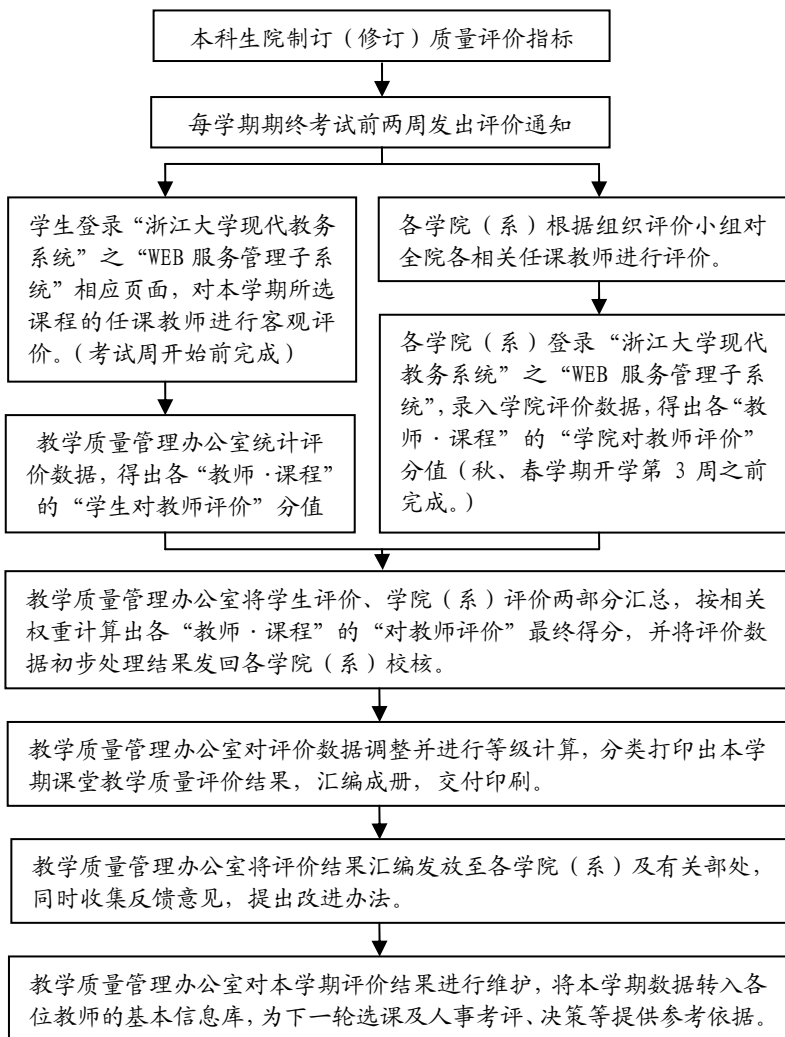 本科生院制订（修订）质量评价指标
每学期期终考试前两周发出评价通知
学生登录“浙江大学现代教务
系统”之“WEB 服务管理子系
统”相应页面，对本学期所选
课程的任课教师进行客观评
价。（考试周开始前完成）
教学质量管理办公室统计评
价数据，得出各“教师·课程”
的“学生对教师评价”分值
各学院（系）根据组织评价小组对
全院各相关任课教师进行评价。
各学院（系）登录“浙江大学现代
教务系统”之“WEB 服务管理子系
统”，录入学院评价数据，得出各“教
师·课程”的“学院对教师评价”
分值（秋、春学期开学第 3 周之前
完成。）
教学质量管理办公室将学生评价、学院（系）评价两部分汇总，按相关
权重计算出各“教师·课程”的“对教师评价”最终得分，并将评价数
据初步处理结果发回各学院（系）校核。
教学质量管理办公室对评价数据调整并进行等级计算，分类打印出本学
期课堂教学质量评价结果，汇编成册，交付印刷。
教学质量管理办公室将评价结果汇编发放至各学院（系）及有关部处，
同时收集反馈意见，提出改进办法。
教学质量管理办公室对本学期评价结果进行维护，将本学期数据转入各
位教师的基本信息库，为下一轮选课及人事考评、决策等提供参考依据。